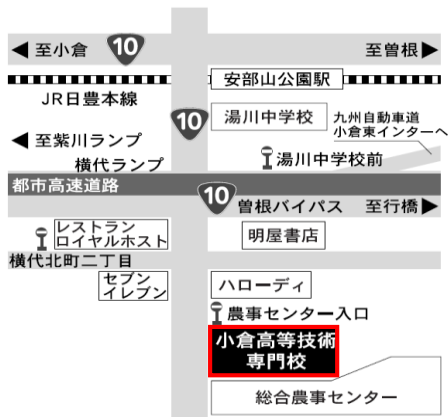 至小倉 10 至曽根
安部山公園駅
JR日豊本線
10 湯川中学校
九州自動車道
小倉東インターへ
至紫川ランプ
湯川中学校前
横代ランプ
都市高速道路
10 曽根バイパス 至行橋
レストラン
ロイヤルホスト
明屋書店
横代北町二丁目
セブン
イレブン
ハローディ
農事センター入口
小倉高等技術
専門校
総合農事センター